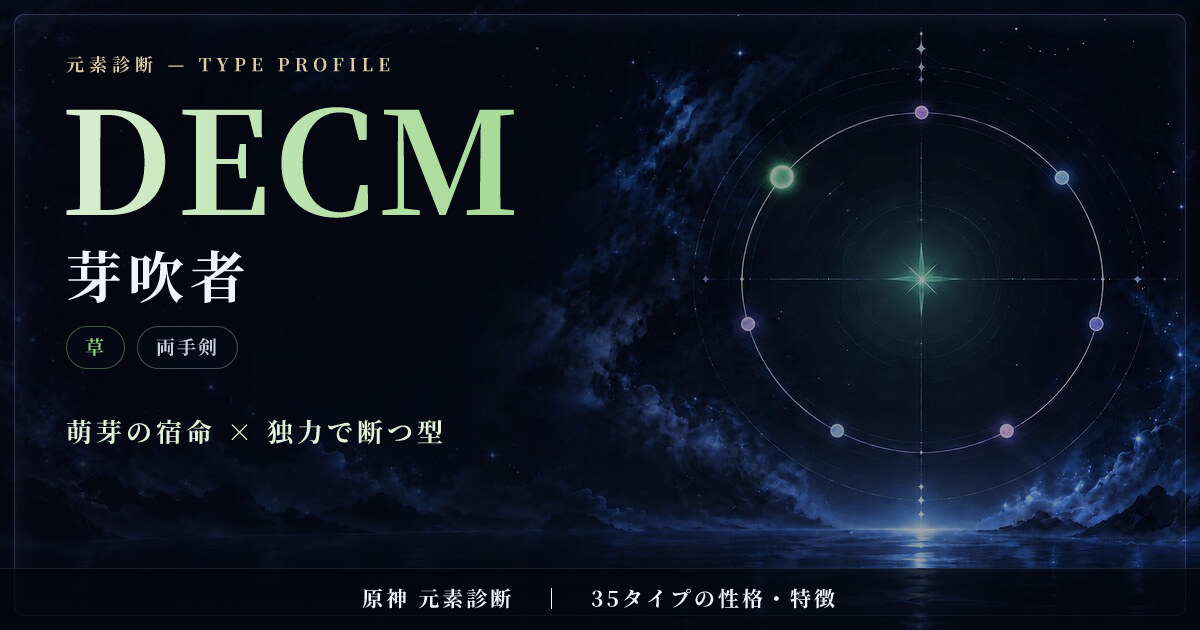 元素診断 — TYPE PROFILE
DECM
芽吹者
草 両手剣
萌芽の宿命 × 独力で断つ型
原神 元素診断 | 35タイプの性格・特徴